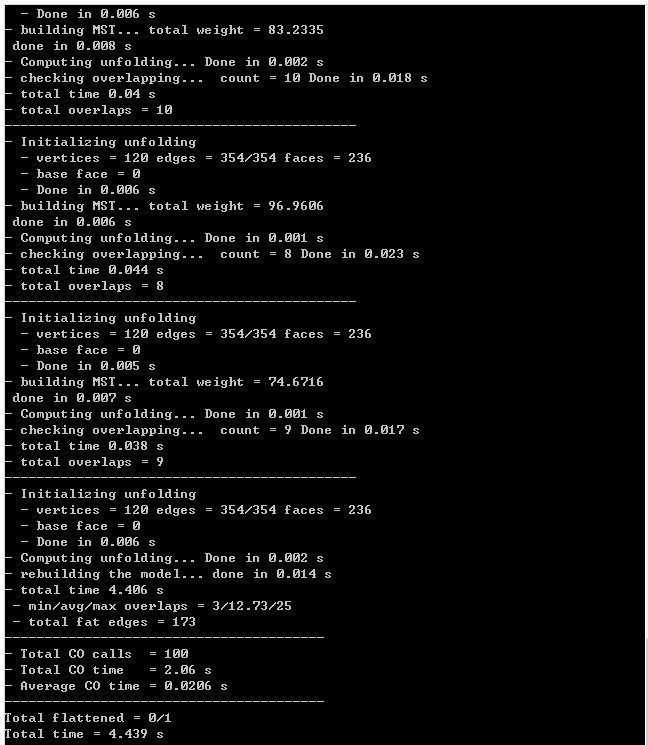 - Done in 0.006 s
- building MST... total weight = 83.2335
done in 0.008 s
- Computing unfolding... Done in 0.002 s
- checking overlapping...  count = 10 Done in 0.018 s
- total time 0.04 s
- total overlaps = 10
--------------------------------------------
- Initializing unfolding
- vertices = 120 edges = 354/354 faces = 236
- base face = 0
- Done in 0.006 s
- building MST... total weight = 96.9606
done in 0.006 s
- Computing unfolding... Done in 0.001 s
- checking overlapping...  count = 8 Done in 0.023 s
- total time 0.044 s
- total overlaps = 8
--------------------------------------------
- Initializing unfolding
- vertices = 120 edges = 354/354 faces = 236
- base face = 0
- Done in 0.005 s
- building MST... total weight = 74.6716
done in 0.007 s
- Computing unfolding... Done in 0.001 s
- checking overlapping...  count = 9 Done in 0.017 s
- total time 0.038 s
- total overlaps = 9
--------------------------------------------
- Initializing unfolding
- vertices = 120 edges = 354/354 faces = 236
- base face = 0
- Done in 0.006 s
- Computing unfolding... Done in 0.002 s
- rebuilding the model... done in 0.014 s
- total time 4.406 s
- min/avg/max overlaps = 3/12.73/25
- total fat edges = 173
----------------------------------------
- Total CO calls  = 100
- Total CO time   = 2.06 s
- Average CO time = 0.0206 s
----------------------------------------
Total flattened = 0/1
Total time = 4.439 s